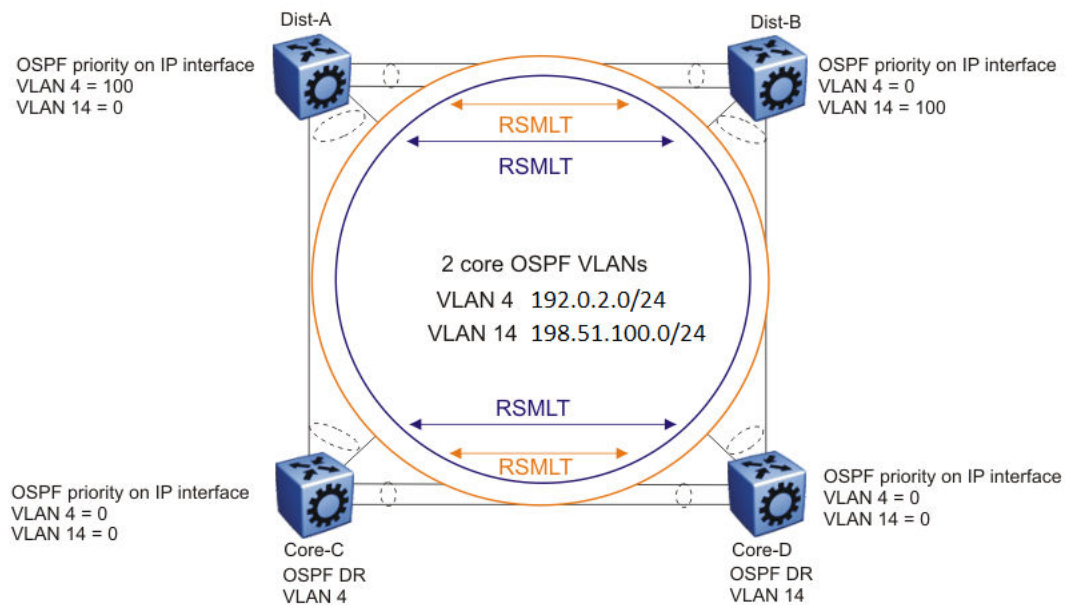 Dist-A
Dist-B
OSPF priority on IP interface
VLAN 4 = 100
VLAN 14 = 0
OSPF priority on IP interface
VLAN 4 = 0
VLAN 14 = 100
RSMLT
RSMLT
2 core OSPF VLANs
VLAN 4 192.0.2.0/24
VLAN 14 198.51.100.0/24
RSMLT
RSMLT
OSPF priority on IP interface
VLAN 4 = 0
VLAN 14 = 0
OSPF priority on IP interface
VLAN 4 = 0
VLAN 14 = 0
Core-C
OSPF DR
VLAN 4
Core-D
OSPF DR
VLAN 14